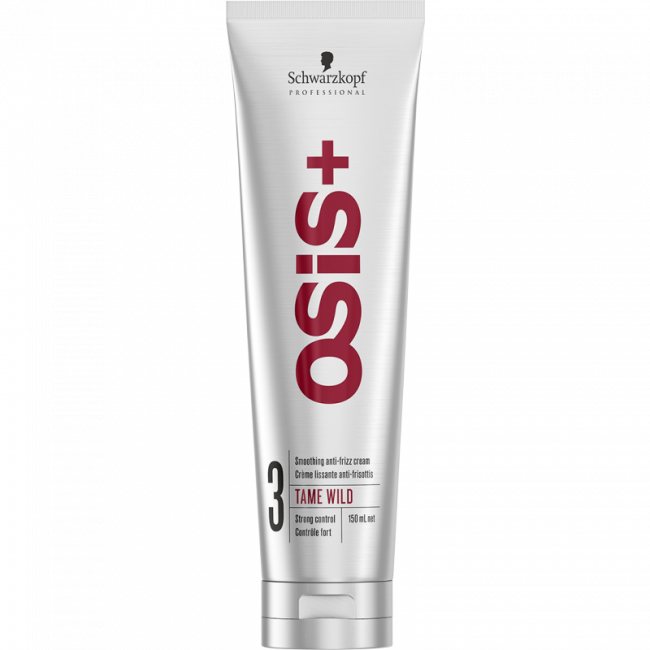 Schwarzkopf
PROFESSIONAL
OSiS+
3
Smoothing anti-frizz cream
Crème lissante anti-frisottis
TAME WILD
Strong control
Contrôle fort
150 mL net